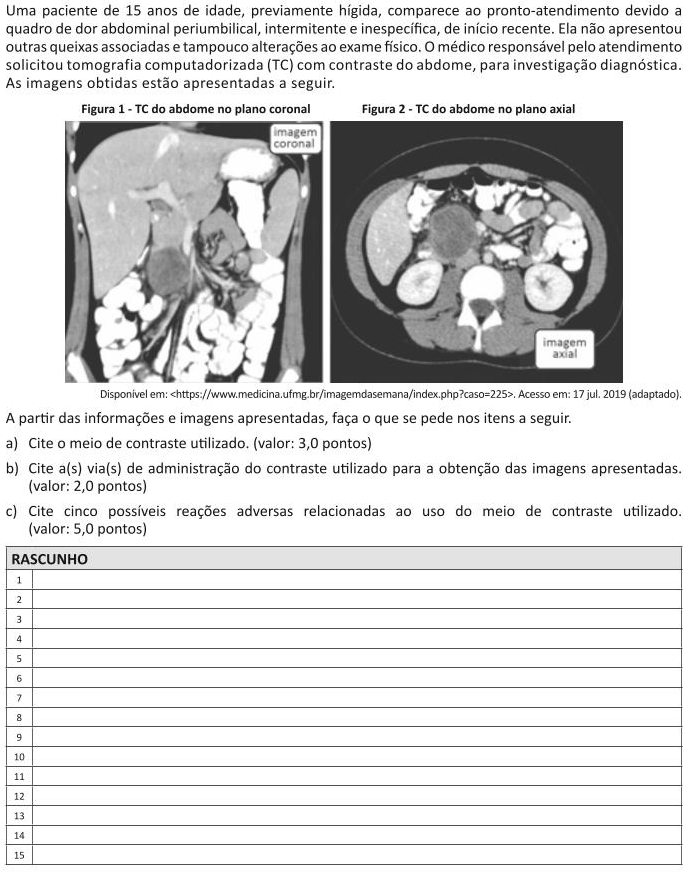 Uma paciente de 15 anos de idade, previamente hígida, comparece ao pronto-atendimento devido a
quadro de dor abdominal periumbilical, intermitente e inespecífica, de início recente. Ela não apresentou
outras queixas associadas e tampouco alterações ao exame físico. O médico responsável pelo atendimento
solicitou tomografia computadorizada (TC) com contraste do abdome, para investigação diagnóstica.
As imagens obtidas estão apresentadas a seguir.
Figura 1 - TC do abdome no plano coronal
Figura 2 - TC do abdome no plano axial
imagem
coronal
imagem
axial
Disponível em: <https://www.medicina.ufmg.br/imagemdasemana/index.php?caso=225>. Acesso em: 17 jul. 2019 (adaptado).
A partir das informações e imagens apresentadas, faça o que se pede nos itens a seguir.
a) Cite o meio de contraste utilizado. (valor: 3,0 pontos)
b) Cite a(s) via(s) de administração do contraste utilizado para a obtenção das imagens apresentadas.
(valor: 2,0 pontos)
c) Cite cinco possíveis reações adversas relacionadas ao uso do meio de contraste utilizado.
(valor: 5,0 pontos)
RASCUNHO
1
2
3
4
5
6
7
8
9
10
11
12
13
14
15